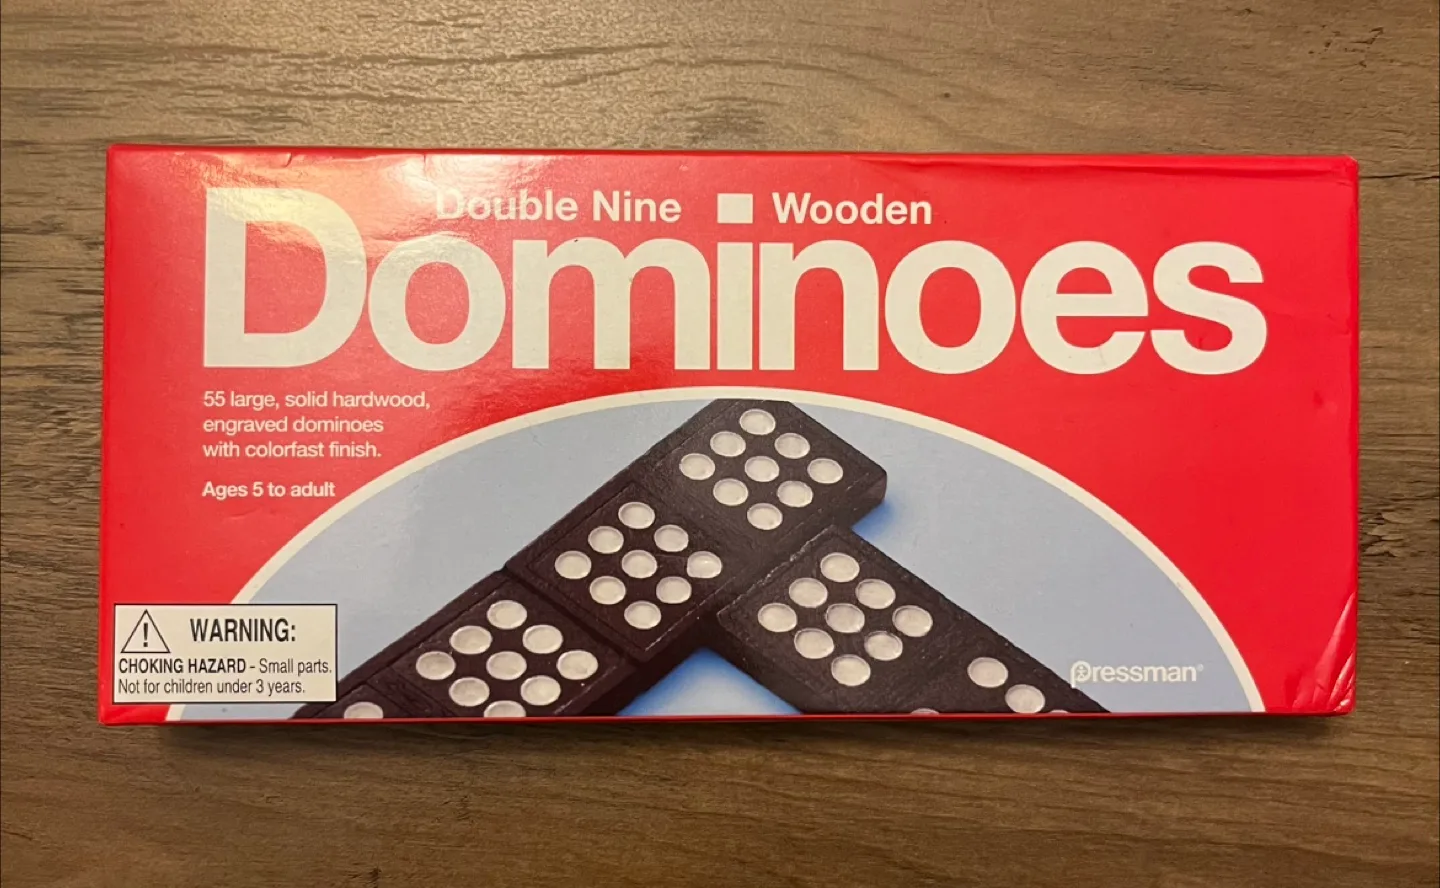 Double Nine Wooden
Dominoes
55 large, solid hardwood,
engraved dominoes
with colorfast finish.
Ages 5 to adult
WARNING:
CHOKING HAZARD - Small parts.
Not for children under 3 years.
pressman®